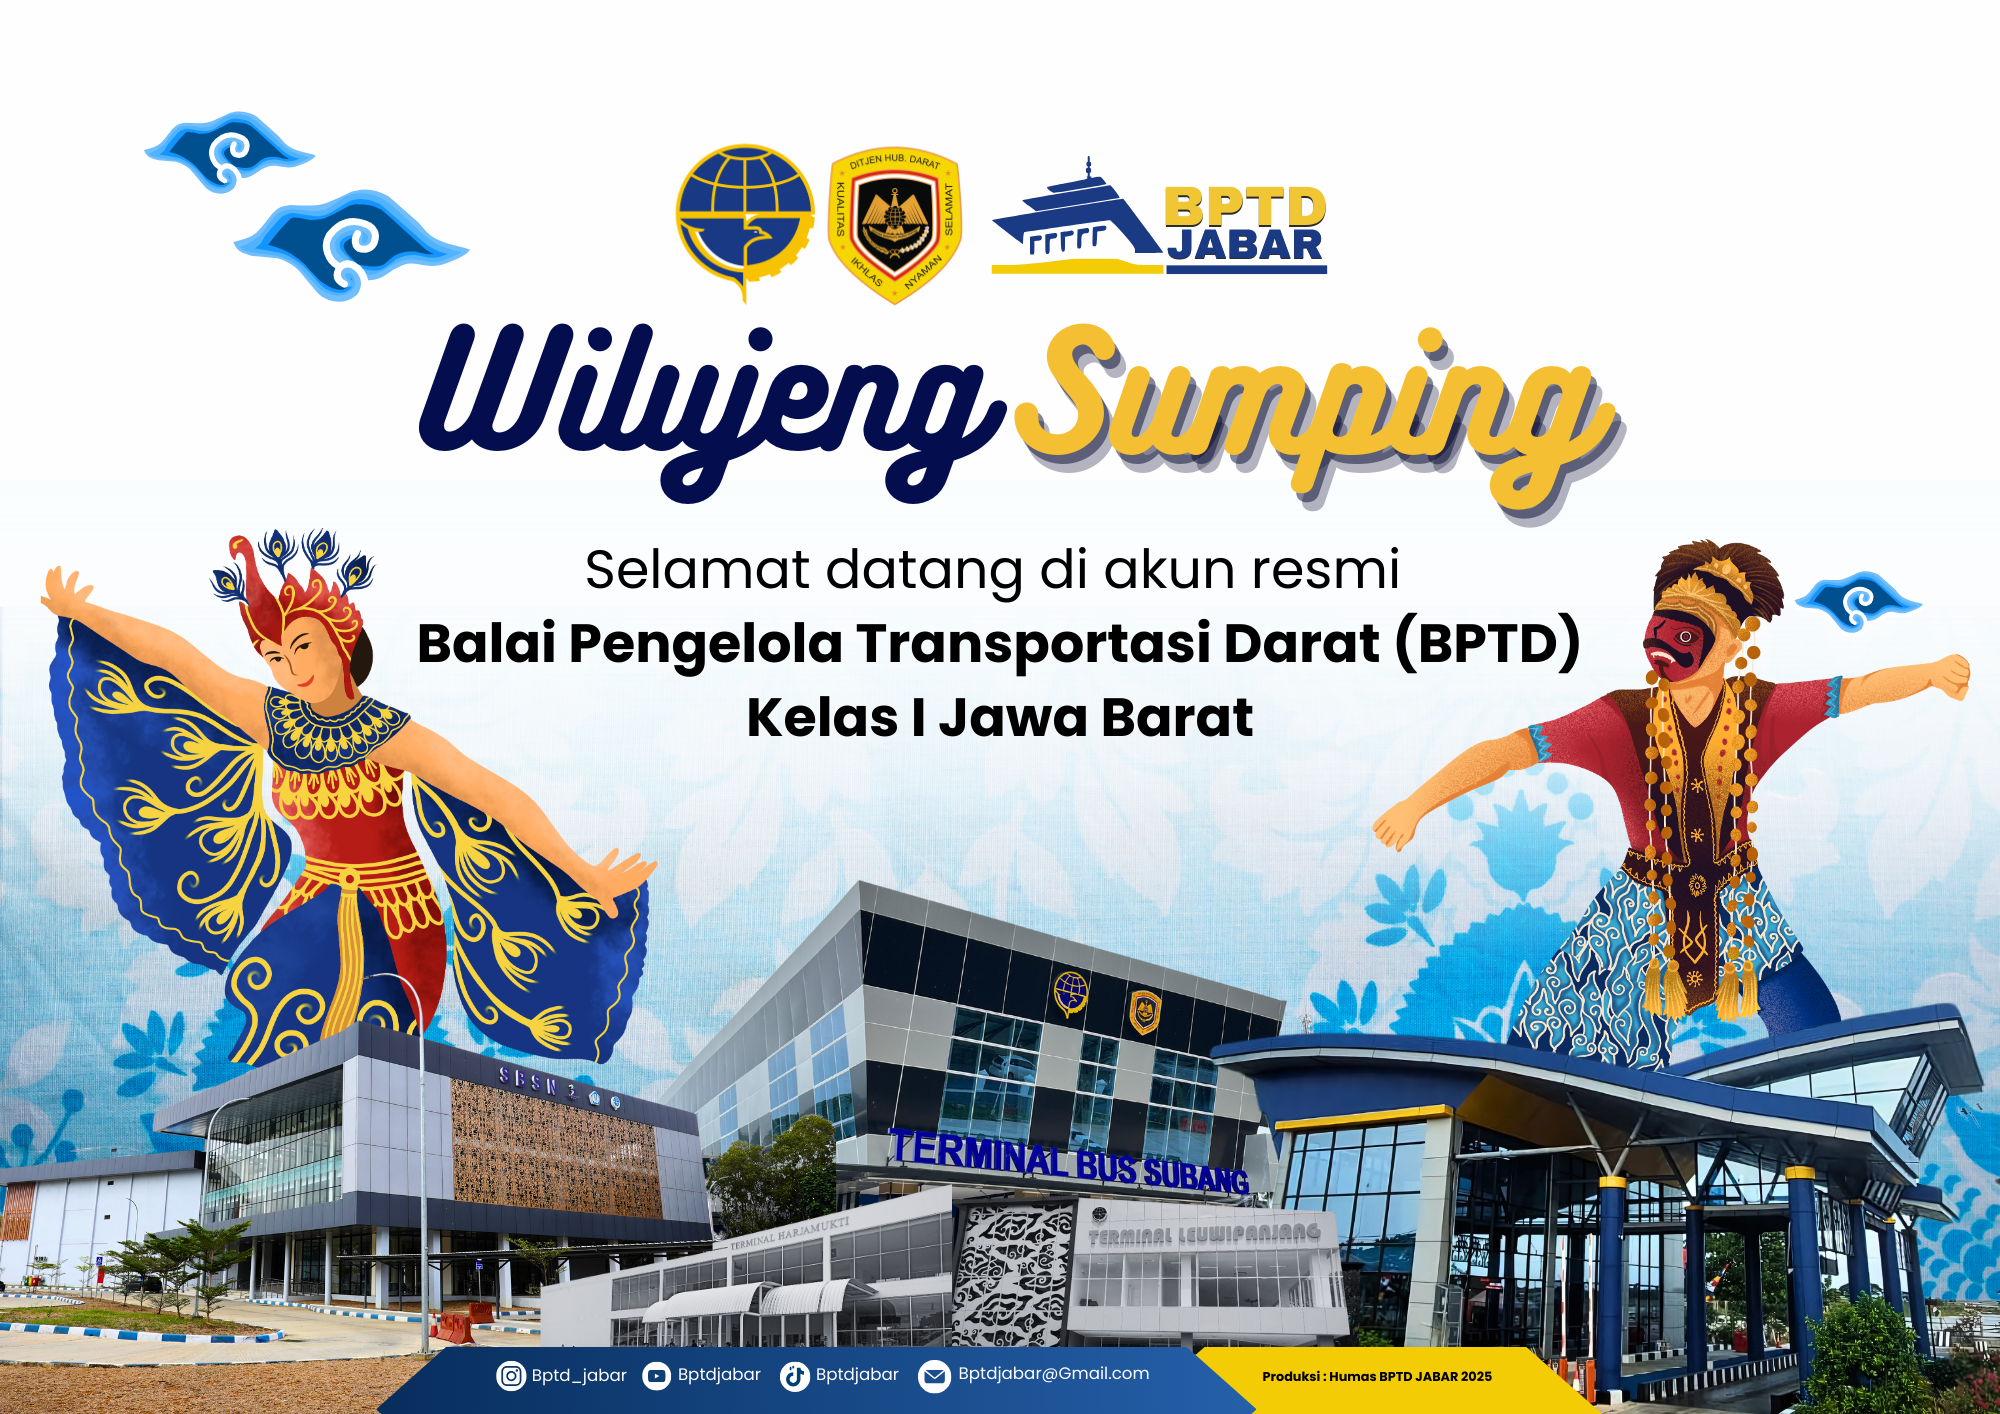 DITJEN HUB. DARAT
KUALITAS
SELAMAT
IKHLAS
NYAMAN
BPTD
JABAR
Wilujeng Sumping
Selamat datang di akun resmi
Balai Pengelola Transportasi Darat (BPTD)
Kelas I Jawa Barat
SBSN
TERMINAL BUS SUBANG
TERMINAL HARJAMUKTI
TERMINAL LEUWIPANJANG
Bptd_jabar
Bptdjabar
Bptdjabar
Bptdjabar@Gmail.com
Produksi : Humas BPTD JABAR 2025